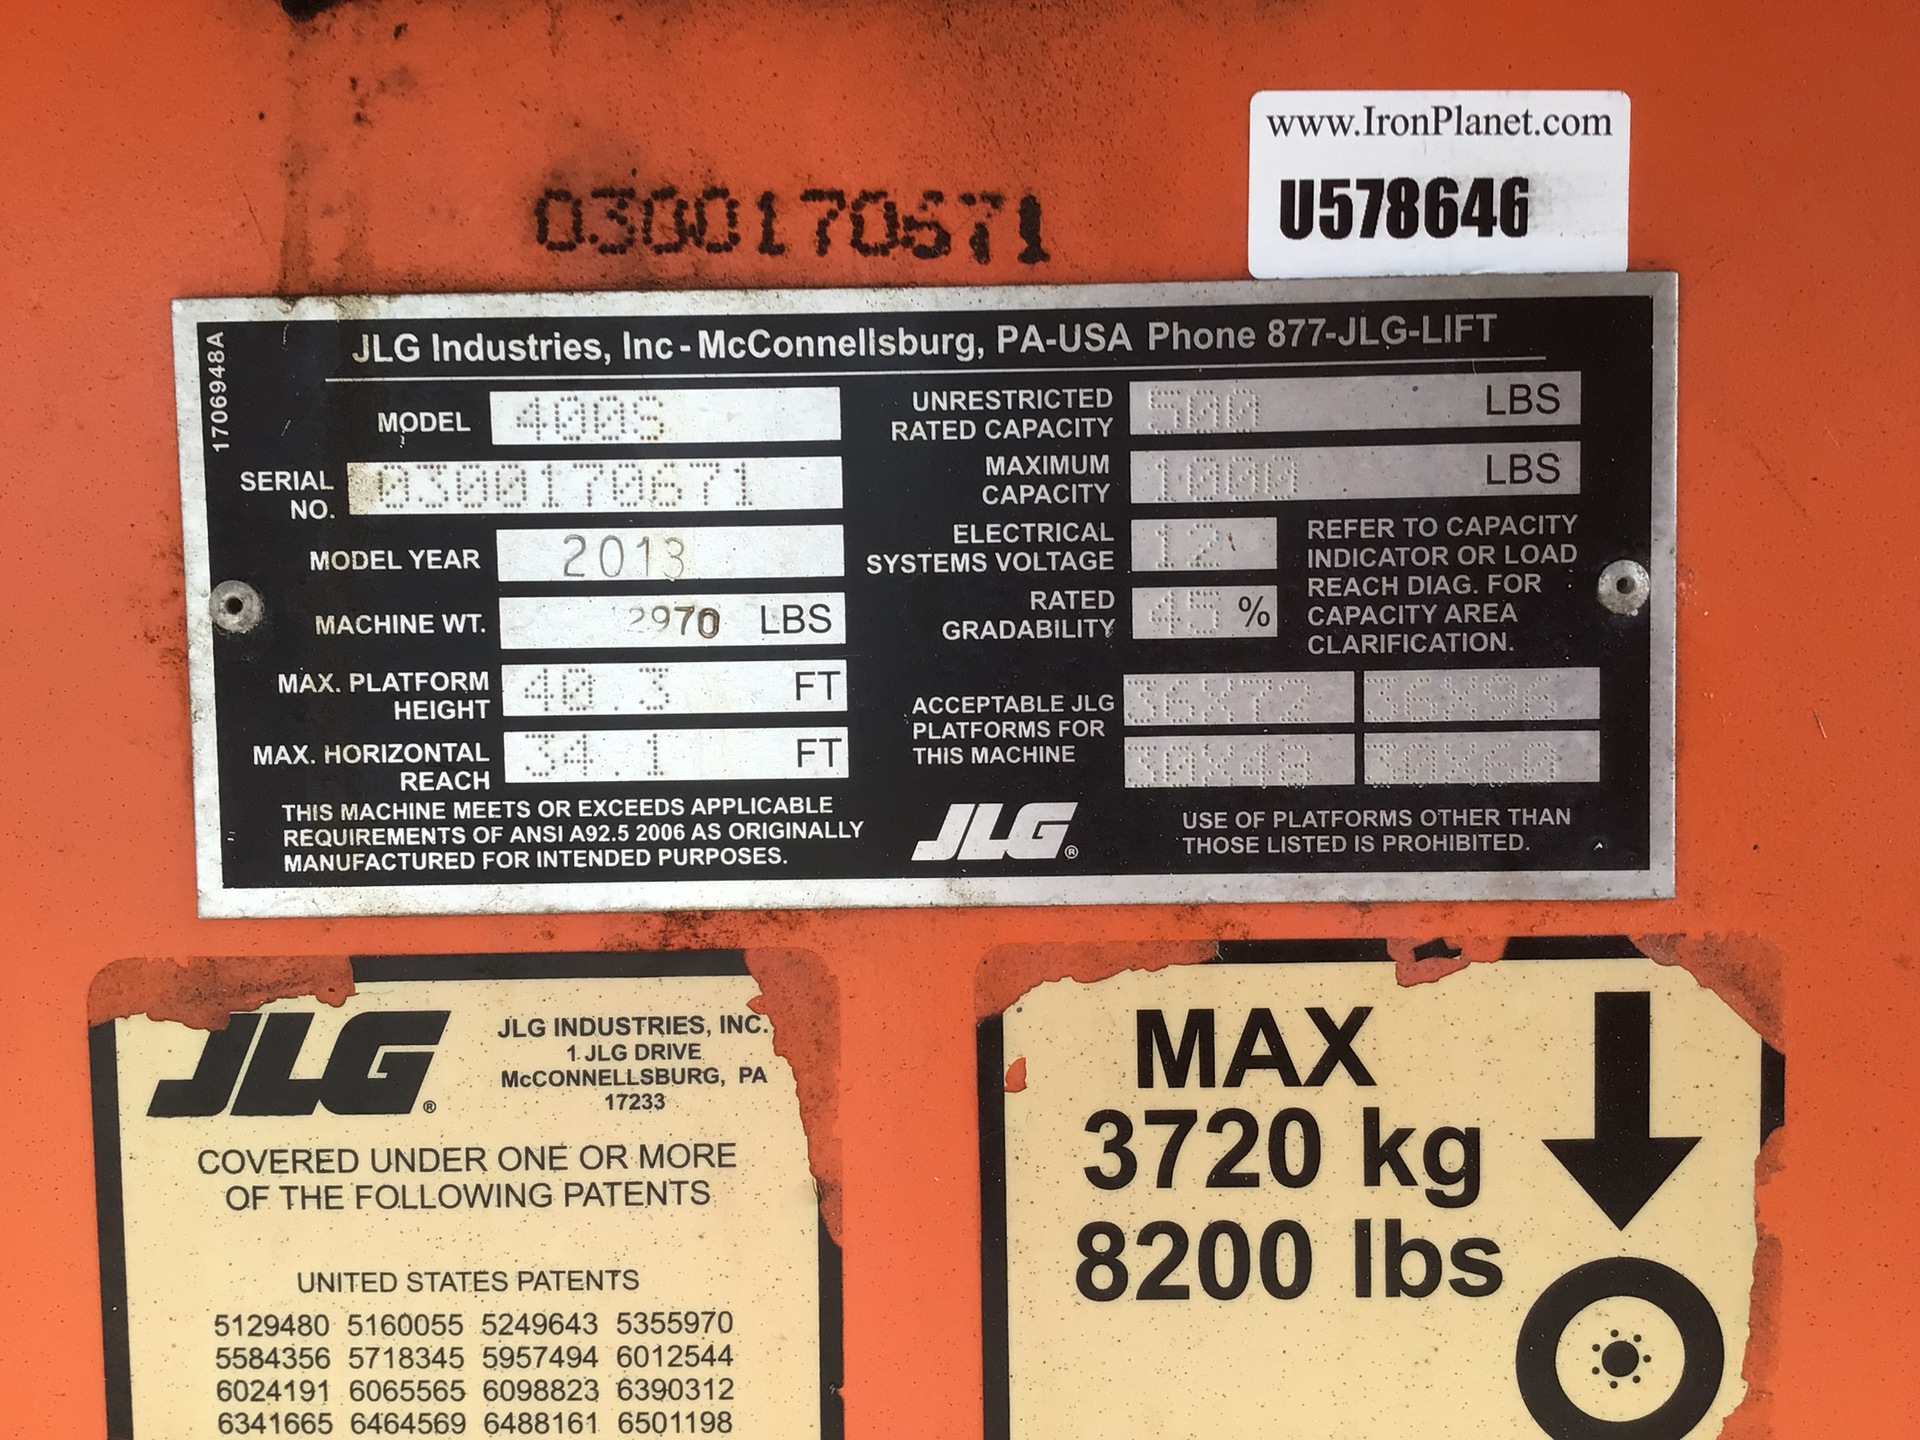 www.IronPlanet.com
U578646
0300170671
1706948A
JLG Industries, Inc - McConnellsburg, PA-USA Phone 877-JLG-LIFT
MODEL 400S
SERIAL NO. 0300170671
MODEL YEAR 2013
MACHINE WT. 2970 LBS
MAX. PLATFORM HEIGHT 40.3 FT
MAX. HORIZONTAL REACH 34.1 FT
THIS MACHINE MEETS OR EXCEEDS APPLICABLE
REQUIREMENTS OF ANSI A92.5 2006 AS ORIGINALLY
MANUFACTURED FOR INTENDED PURPOSES.
UNRESTRICTED RATED CAPACITY 500 LBS
MAXIMUM CAPACITY 1000 LBS
ELECTRICAL SYSTEMS VOLTAGE 12
RATED GRADABILITY 45 %
REFER TO CAPACITY
INDICATOR OR LOAD
REACH DIAG. FOR
CAPACITY AREA
CLARIFICATION.
ACCEPTABLE JLG
PLATFORMS FOR
THIS MACHINE
36X72 36X96
30X48 30X60
JLG®
USE OF PLATFORMS OTHER THAN
THOSE LISTED IS PROHIBITED.
JLG®
JLG INDUSTRIES, INC.
1 JLG DRIVE
McCONNELLSBURG, PA
17233
COVERED UNDER ONE OR MORE
OF THE FOLLOWING PATENTS
UNITED STATES PATENTS
5129480 5160055 5249643 5355970
5584356 5718345 5957494 6012544
6024191 6065565 6098823 6390312
6341665 6464569 6488161 6501198
MAX
3720 kg
8200 lbs